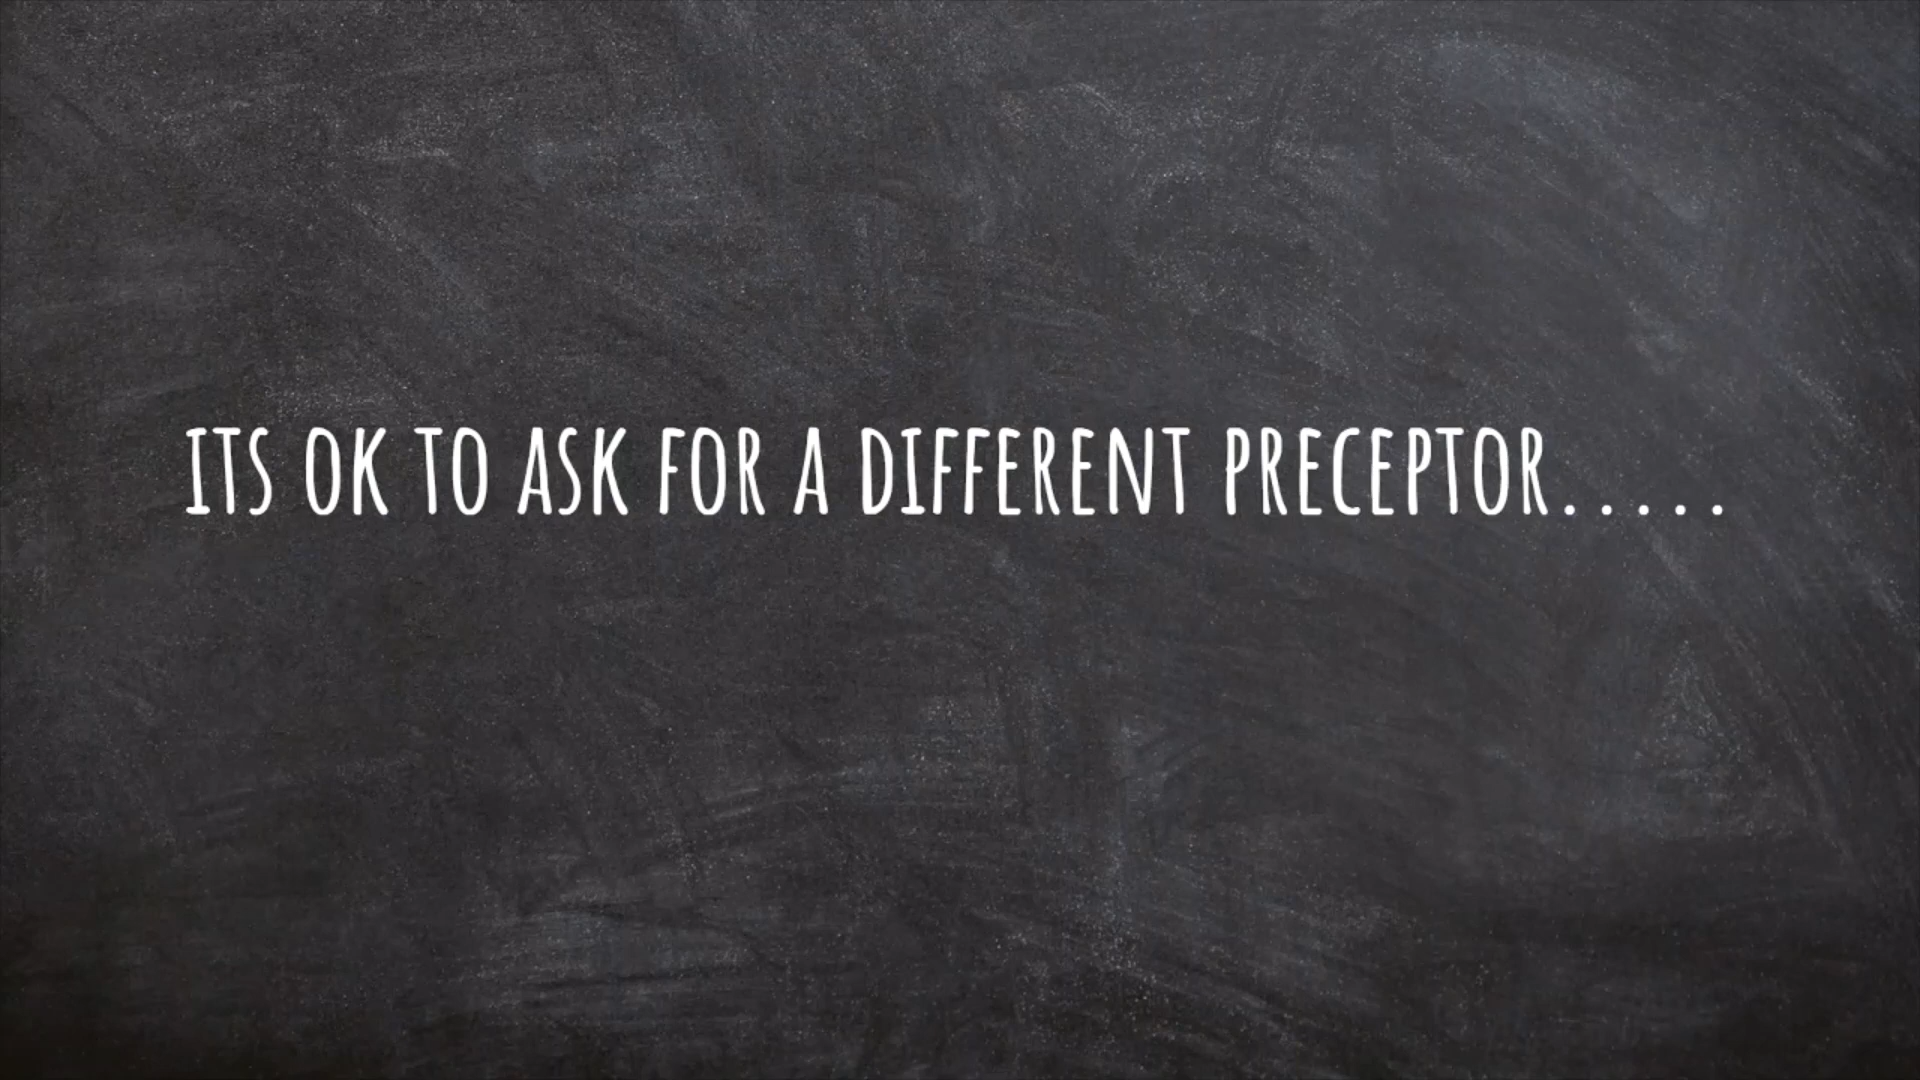 ITS OK TO ASK FOR A DIFFERENT PRECEPTOR.....